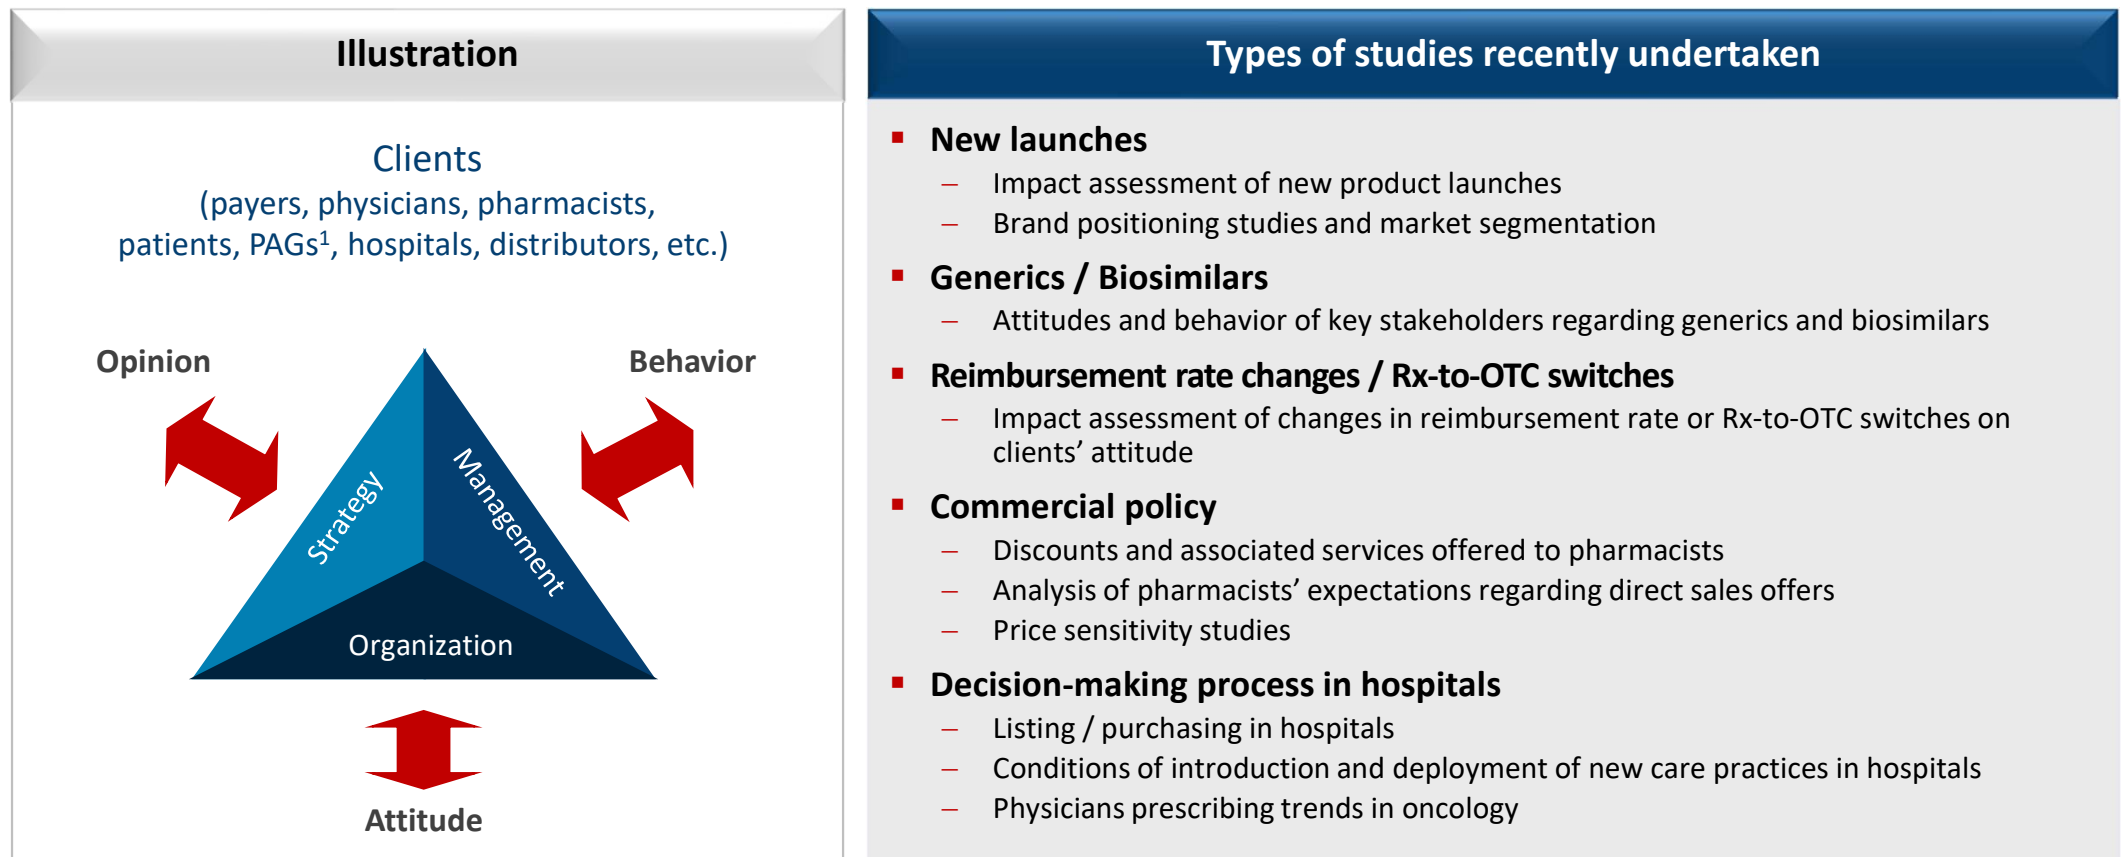 Illustration
Clients
(payers, physicians, pharmacists,
patients, PAGs¹, hospitals, distributors, etc.)
Opinion
Behavior
Strategy
Management
Organization
Attitude
Types of studies recently undertaken
▪ New launches
– Impact assessment of new product launches
– Brand positioning studies and market segmentation
▪ Generics / Biosimilars
– Attitudes and behavior of key stakeholders regarding generics and biosimilars
▪ Reimbursement rate changes / Rx-to-OTC switches
– Impact assessment of changes in reimbursement rate or Rx-to-OTC switches on
clients’ attitude
▪ Commercial policy
– Discounts and associated services offered to pharmacists
– Analysis of pharmacists’ expectations regarding direct sales offers
– Price sensitivity studies
▪ Decision-making process in hospitals
– Listing / purchasing in hospitals
– Conditions of introduction and deployment of new care practices in hospitals
– Physicians prescribing trends in oncology